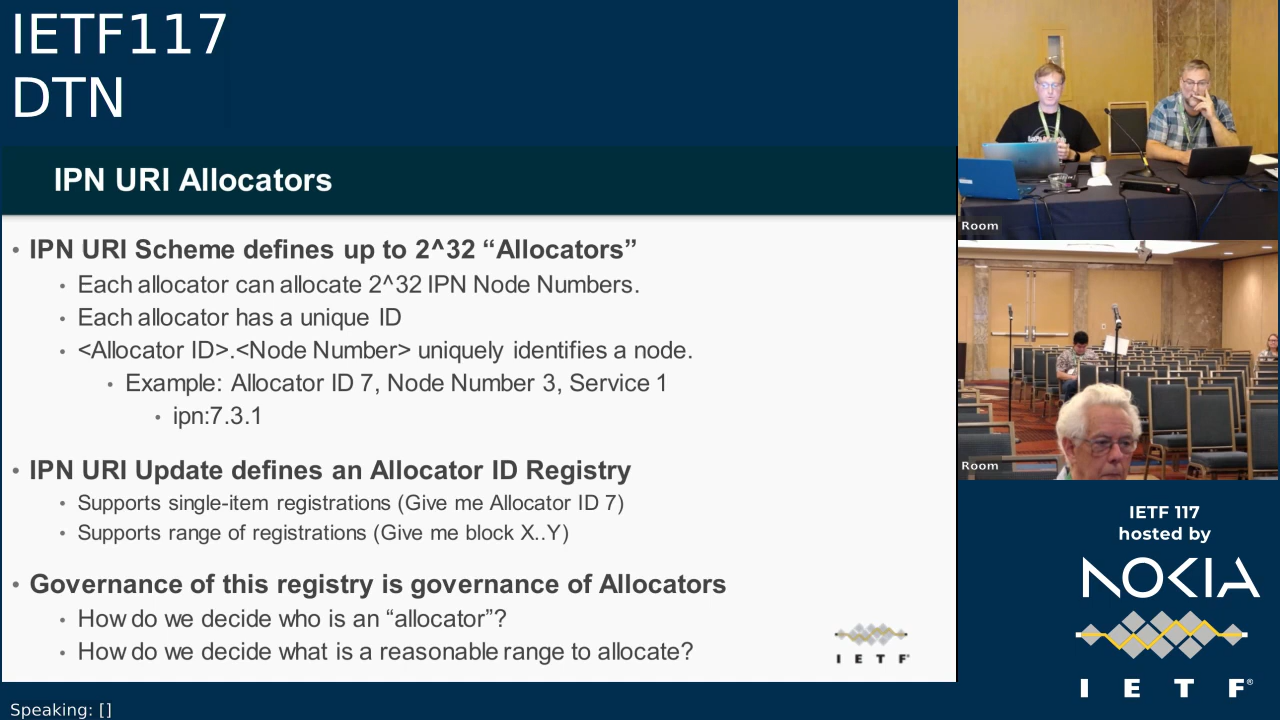 IETF117
DTN
IPN URI Allocators
• IPN URI Scheme defines up to 2^32 “Allocators”
• Each allocator can allocate 2^32 IPN Node Numbers.
• Each allocator has a unique ID
• <Allocator ID>.<Node Number> uniquely identifies a node.
• Example: Allocator ID 7, Node Number 3, Service 1
• ipn:7.3.1
• IPN URI Update defines an Allocator ID Registry
• Supports single-item registrations (Give me Allocator ID 7)
• Supports range of registrations (Give me block X..Y)
• Governance of this registry is governance of Allocators
• How do we decide who is an “allocator”?
• How do we decide what is a reasonable range to allocate?
I E T F
Speaking: []
Room
Room
IETF 117
hosted by
NOKIA
I E T F®